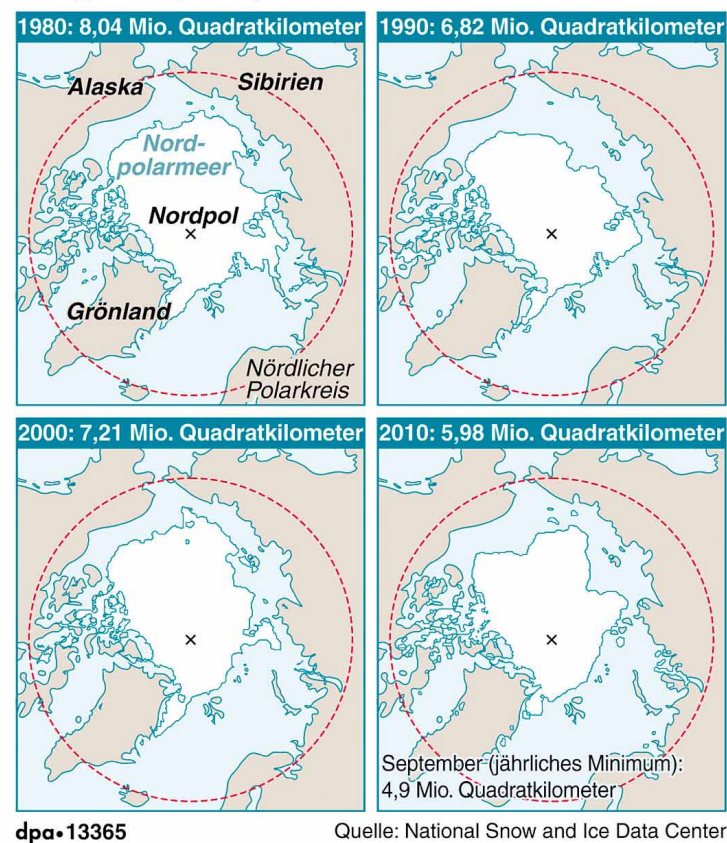 1980: 8,04 Mio. Quadratkilometer
Alaska
Sibirien
Nord-
polarmeer
Nordpol
Grönland
Nördlicher
Polarkreis
1990: 6,82 Mio. Quadratkilometer
2000: 7,21 Mio. Quadratkilometer
2010: 5,98 Mio. Quadratkilometer
September (jährliches Minimum):
4,9 Mio. Quadratkilometer
dpa•13365
Quelle: National Snow and Ice Data Center